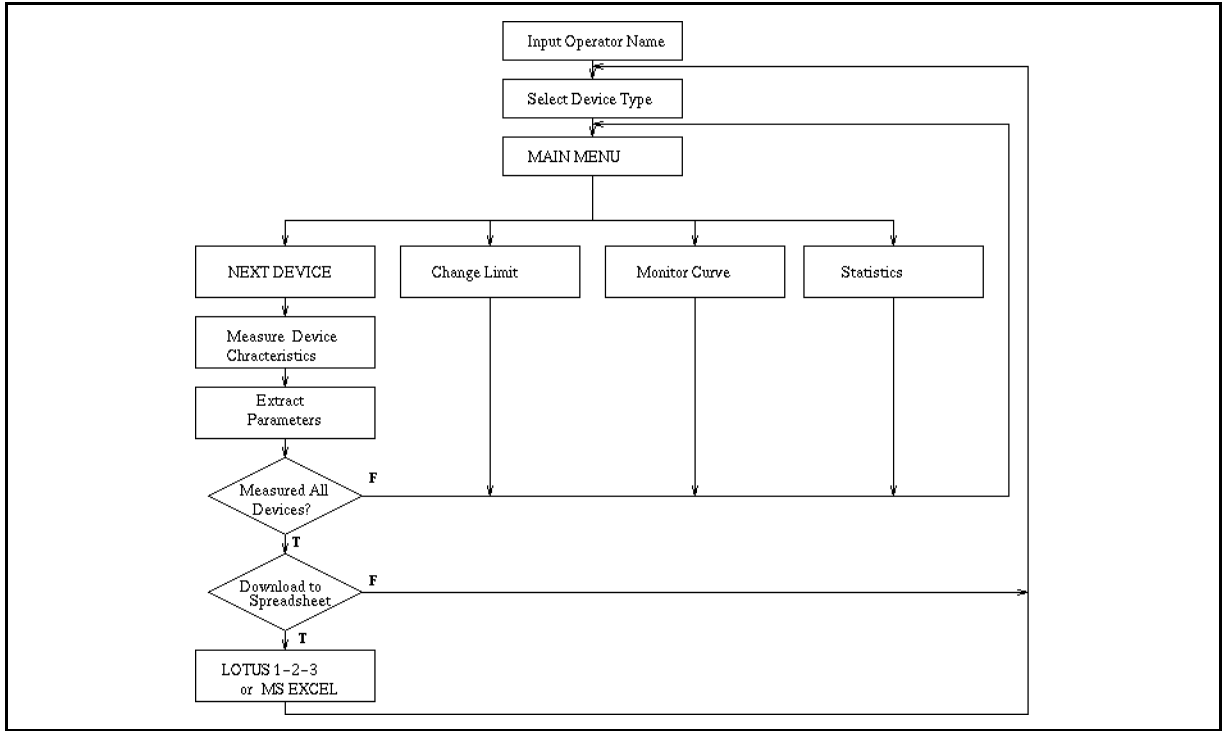 Input Operator Name
Select Device Type
MAIN MENU
NEXT DEVICE
Change Limit
Monitor Curve
Statistics
Measure Device
Chracteristics
Extract
Parameters
Measured All
Devices?
F
T
Download to
Spreadsheet
F
T
LOTUS 1-2-3
or MS EXCEL